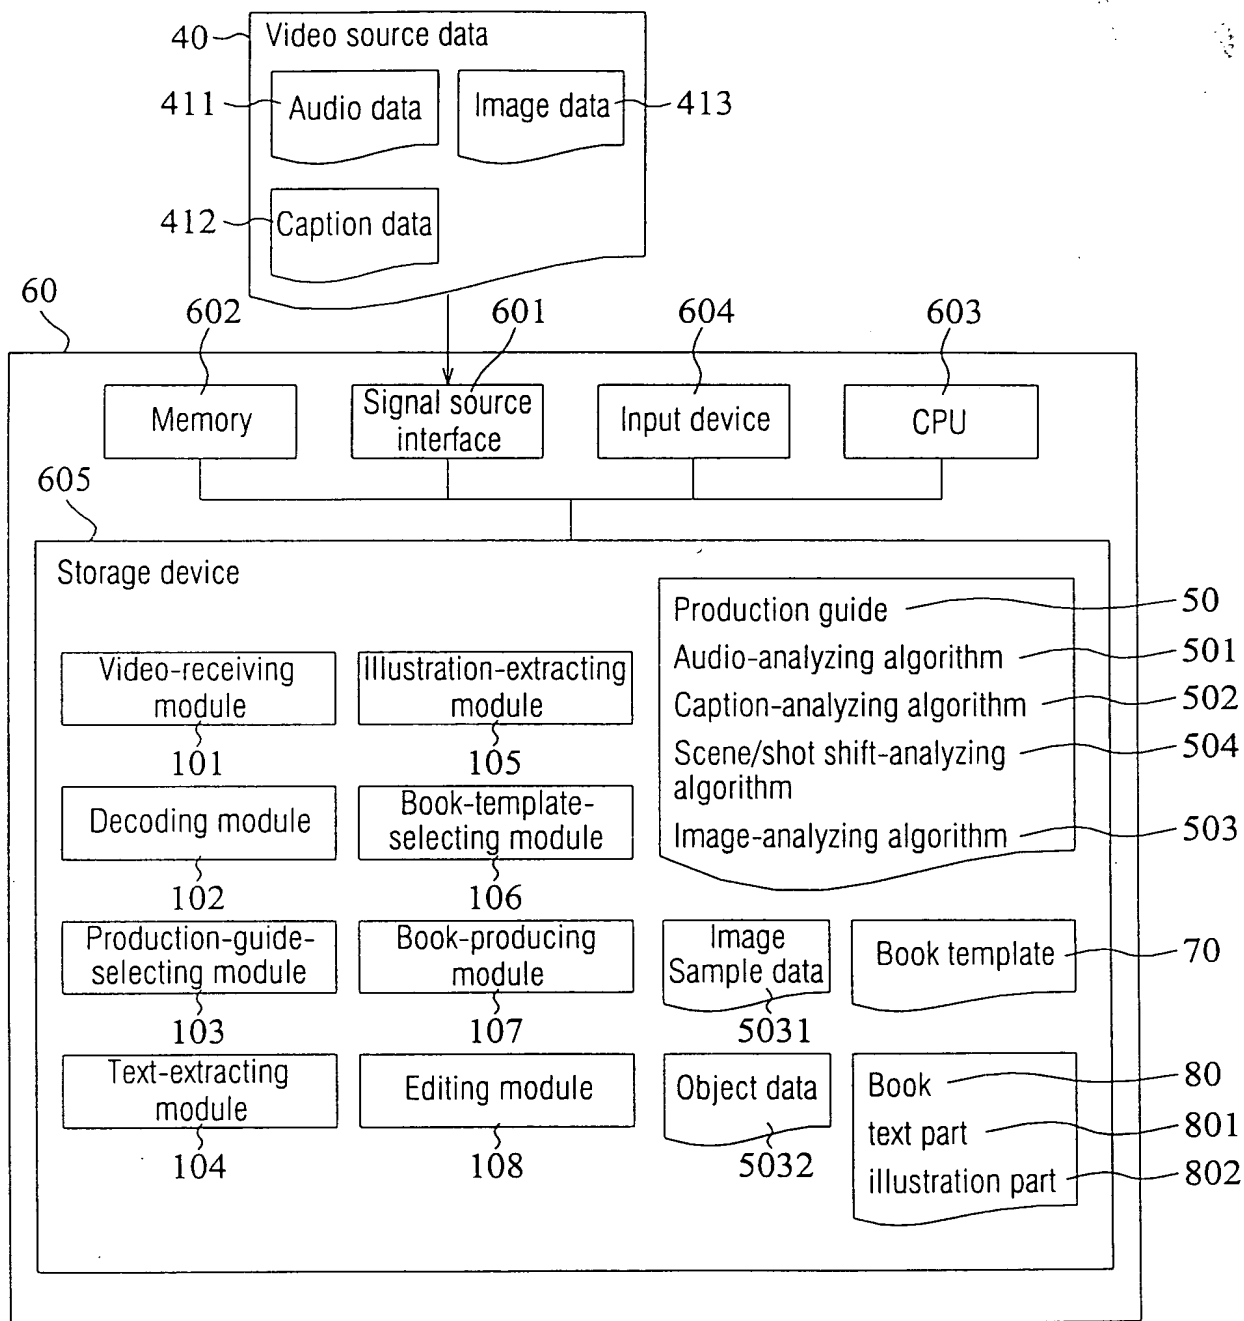 40
Video source data
411
Audio data
Image data
413
412
Caption data
60
602
601
604
603
Memory
Signal source
interface
Input device
CPU
605
Storage device
Production guide
50
Audio-analyzing algorithm
501
Caption-analyzing algorithm
502
Scene/shot shift-analyzing
algorithm
504
Image-analyzing algorithm
503
Video-receiving
module
101
Illustration-extracting
module
105
Decoding module
102
Book-template-
selecting module
106
Production-guide-
selecting module
103
Book-producing
module
107
Image
Sample data
5031
Book template
70
Text-extracting
module
104
Editing module
108
Object data
5032
Book
80
text part
801
illustration part
802